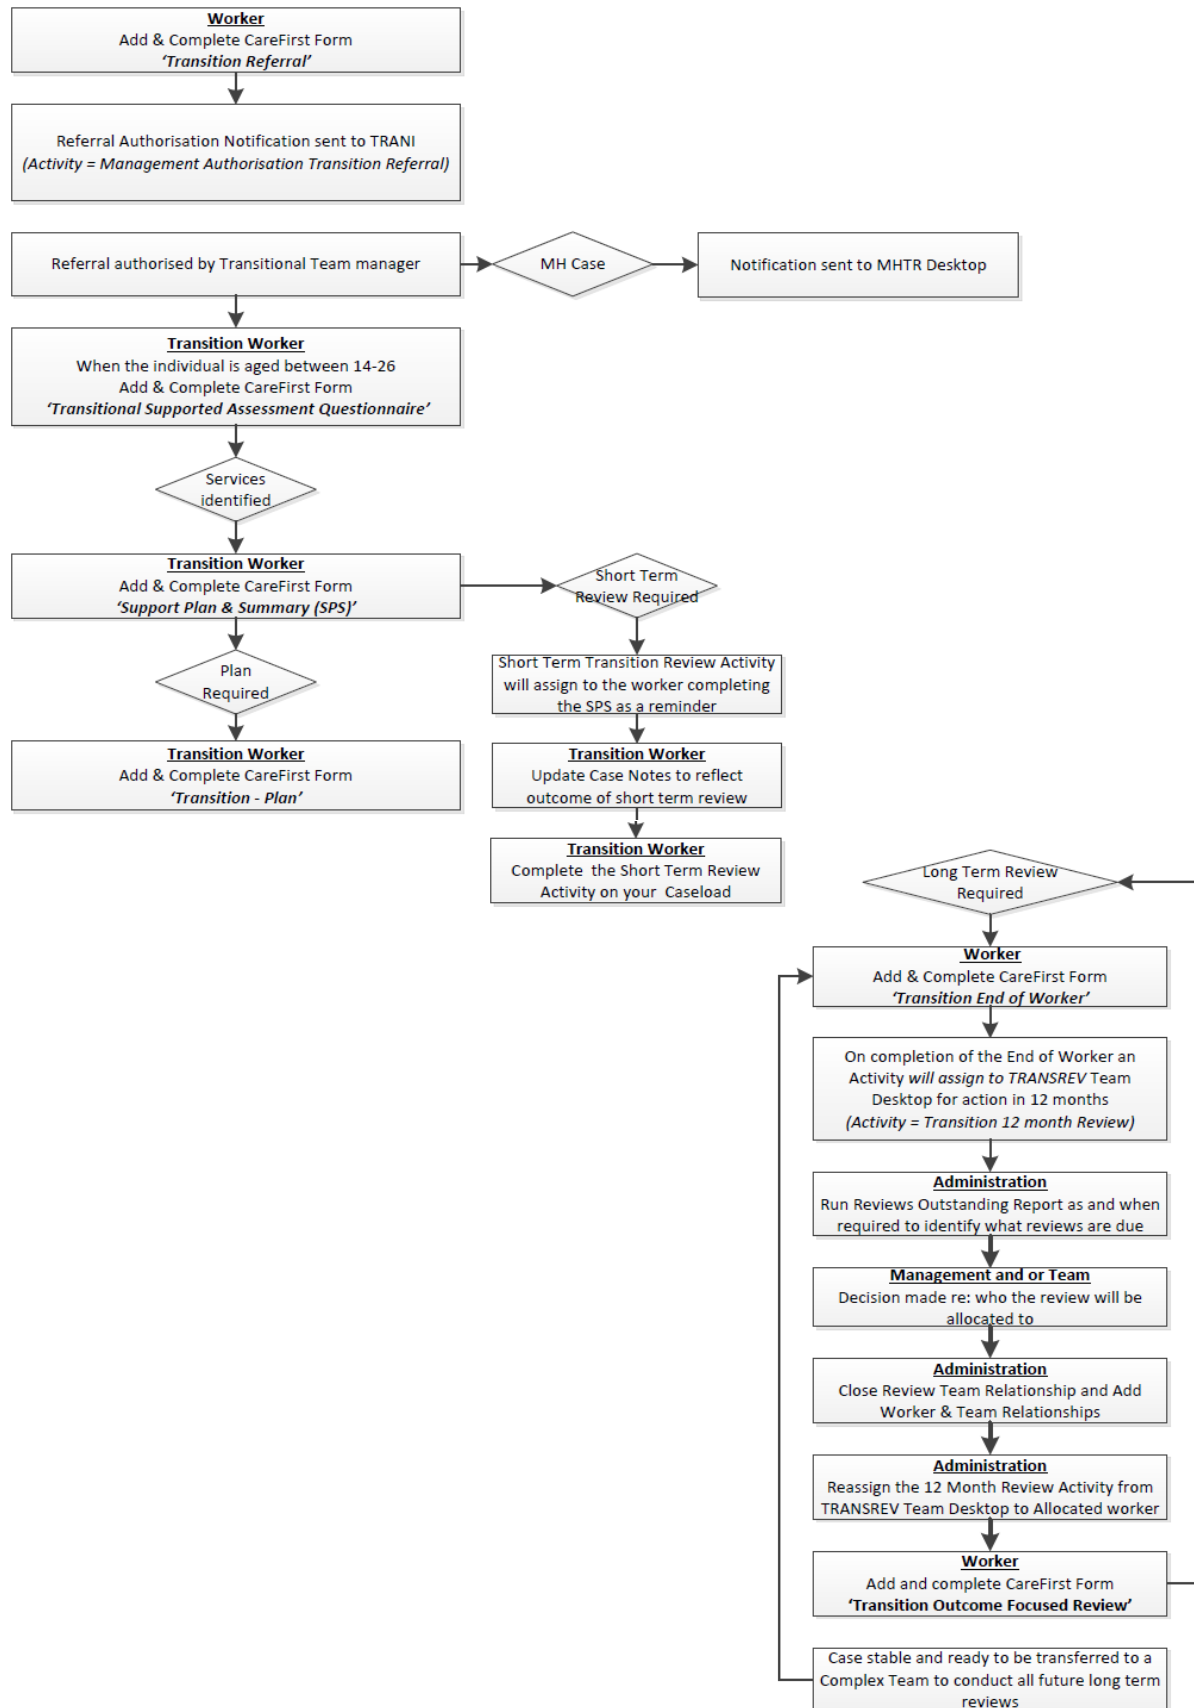 Worker
Add & Complete CareFirst Form
‘Transition Referral’
Referral Authorisation Notification sent to TRANI
(Activity = Management Authorisation Transition Referral)
Referral authorised by Transitional Team manager
MH Case
Notification sent to MHTR Desktop
Transition Worker
When the individual is aged between 14-26
Add & Complete CareFirst Form
‘Transitional Supported Assessment Questionnaire’
Services
identified
Transition Worker
Add & Complete CareFirst Form
‘Support Plan & Summary (SPS)’
Short Term
Review Required
Plan
Required
Short Term Transition Review Activity
will assign to the worker completing
the SPS as a reminder
Transition Worker
Add & Complete CareFirst Form
‘Transition - Plan’
Transition Worker
Update Case Notes to reflect
outcome of short term review
Transition Worker
Complete the Short Term Review
Activity on your Caseload
Long Term Review
Required
Worker
Add & Complete CareFirst Form
‘Transition End of Worker’
On completion of the End of Worker an
Activity will assign to TRANSREV Team
Desktop for action in 12 months
(Activity = Transition 12 month Review)
Administration
Run Reviews Outstanding Report as and when
required to identify what reviews are due
Management and or Team
Decision made re: who the review will be
allocated to
Administration
Close Review Team Relationship and Add
Worker & Team Relationships
Administration
Reassign the 12 Month Review Activity from
TRANSREV Team Desktop to Allocated worker
Worker
Add and complete CareFirst Form
‘Transition Outcome Focused Review’
Case stable and ready to be transferred to a
Complex Team to conduct all future long term
reviews